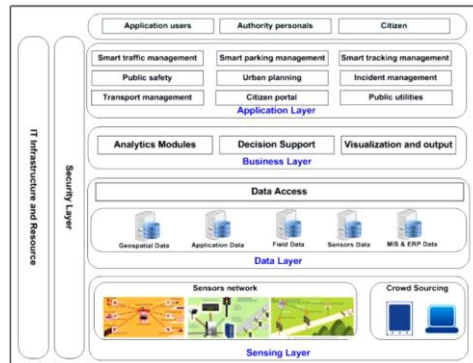 IT Infrastructure and Resource
Security Layer
Application users
Authority personals
Citizen
Smart traffic management
Smart parking management
Smart tracking management
Public safety
Urban planning
Incident management
Transport management
Citizen portal
Public utilities
Application Layer
Analytics Modules
Decision Support
Visualization and output
Business Layer
Data Access
Geospatial Data
Application Data
Field Data
Sensors Data
MIS & ERP Data
Data Layer
Sensors network
Crowd Sourcing
Sensing Layer